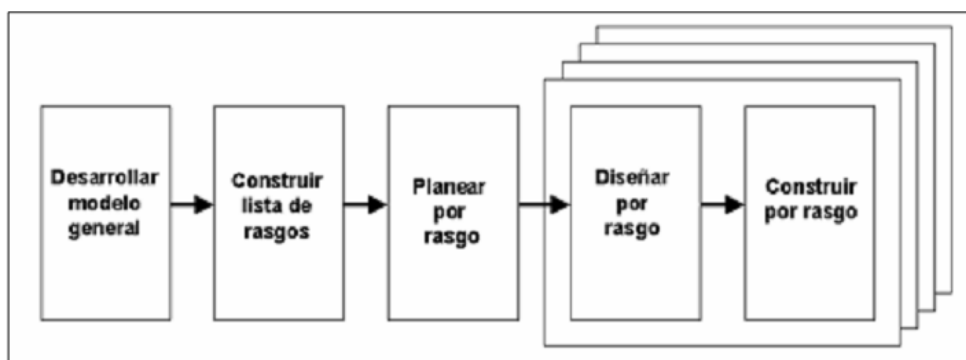 Desarrollar
modelo
general
Construir
lista de
rasgos
Planear
por
rasgo
Diseñar
por
rasgo
Construir
por rasgo